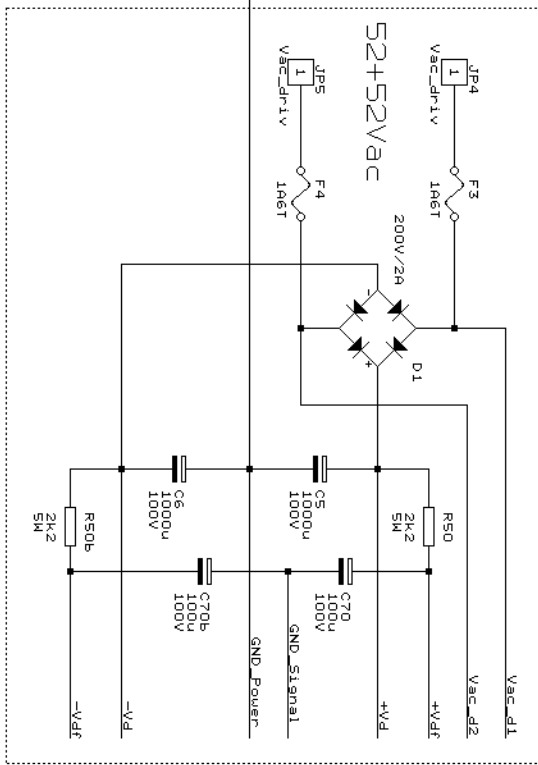 Vac_d1
Vac_d2
JP4
1
Vac_driv
F3
1A6T
R50
2k2
5W
+Vdf
52+52Vac
D1
200V/2A
+
-
+Vd
JP5
1
Vac_driv
F4
1A6T
C5
1000u
100V
C70
100u
100V
GND_Signal
GND_Power
C6
1000u
100V
C70b
100u
100V
-Vd
R50b
2k2
5W
-Vdf